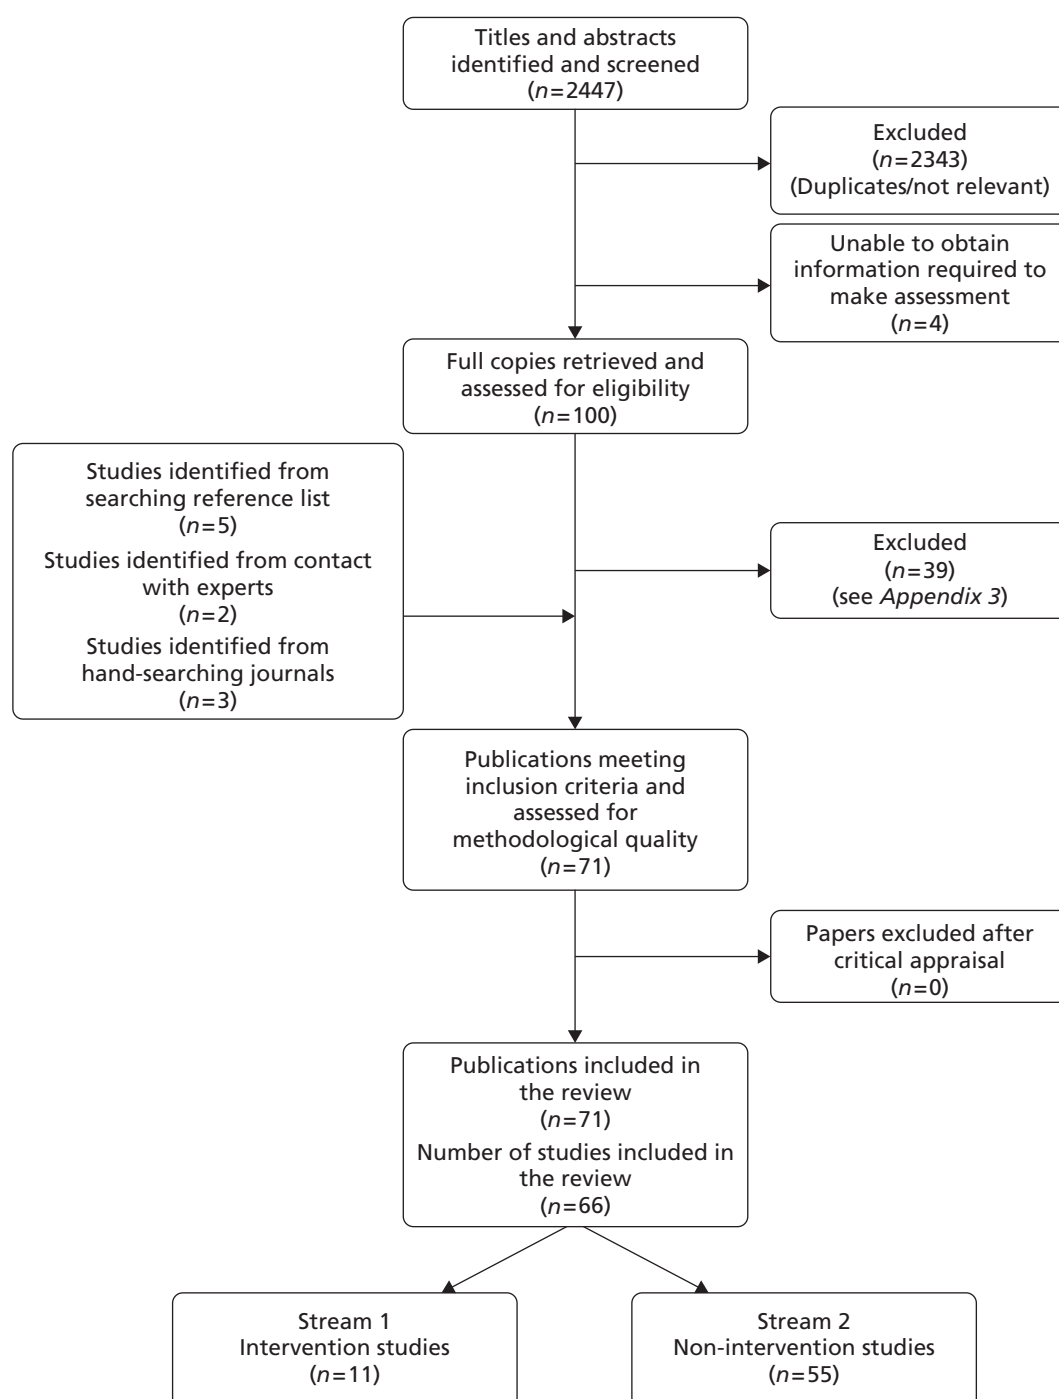 Titles and abstracts
identified and screened
(n=2447)
Excluded
(n=2343)
(Duplicates/not relevant)
Unable to obtain
information required to
make assessment
(n=4)
Full copies retrieved and
assessed for eligibility
(n=100)
Studies identified from
searching reference list
(n=5)
Studies identified from contact
with experts
(n=2)
Studies identified from
hand-searching journals
(n=3)
Excluded
(n=39)
(see Appendix 3)
Publications meeting
inclusion criteria and
assessed for
methodological quality
(n=71)
Papers excluded after
critical appraisal
(n=0)
Publications included in
the review
(n=71)
Number of studies included in
the review
(n=66)
Stream 1
Intervention studies
(n=11)
Stream 2
Non-intervention studies
(n=55)